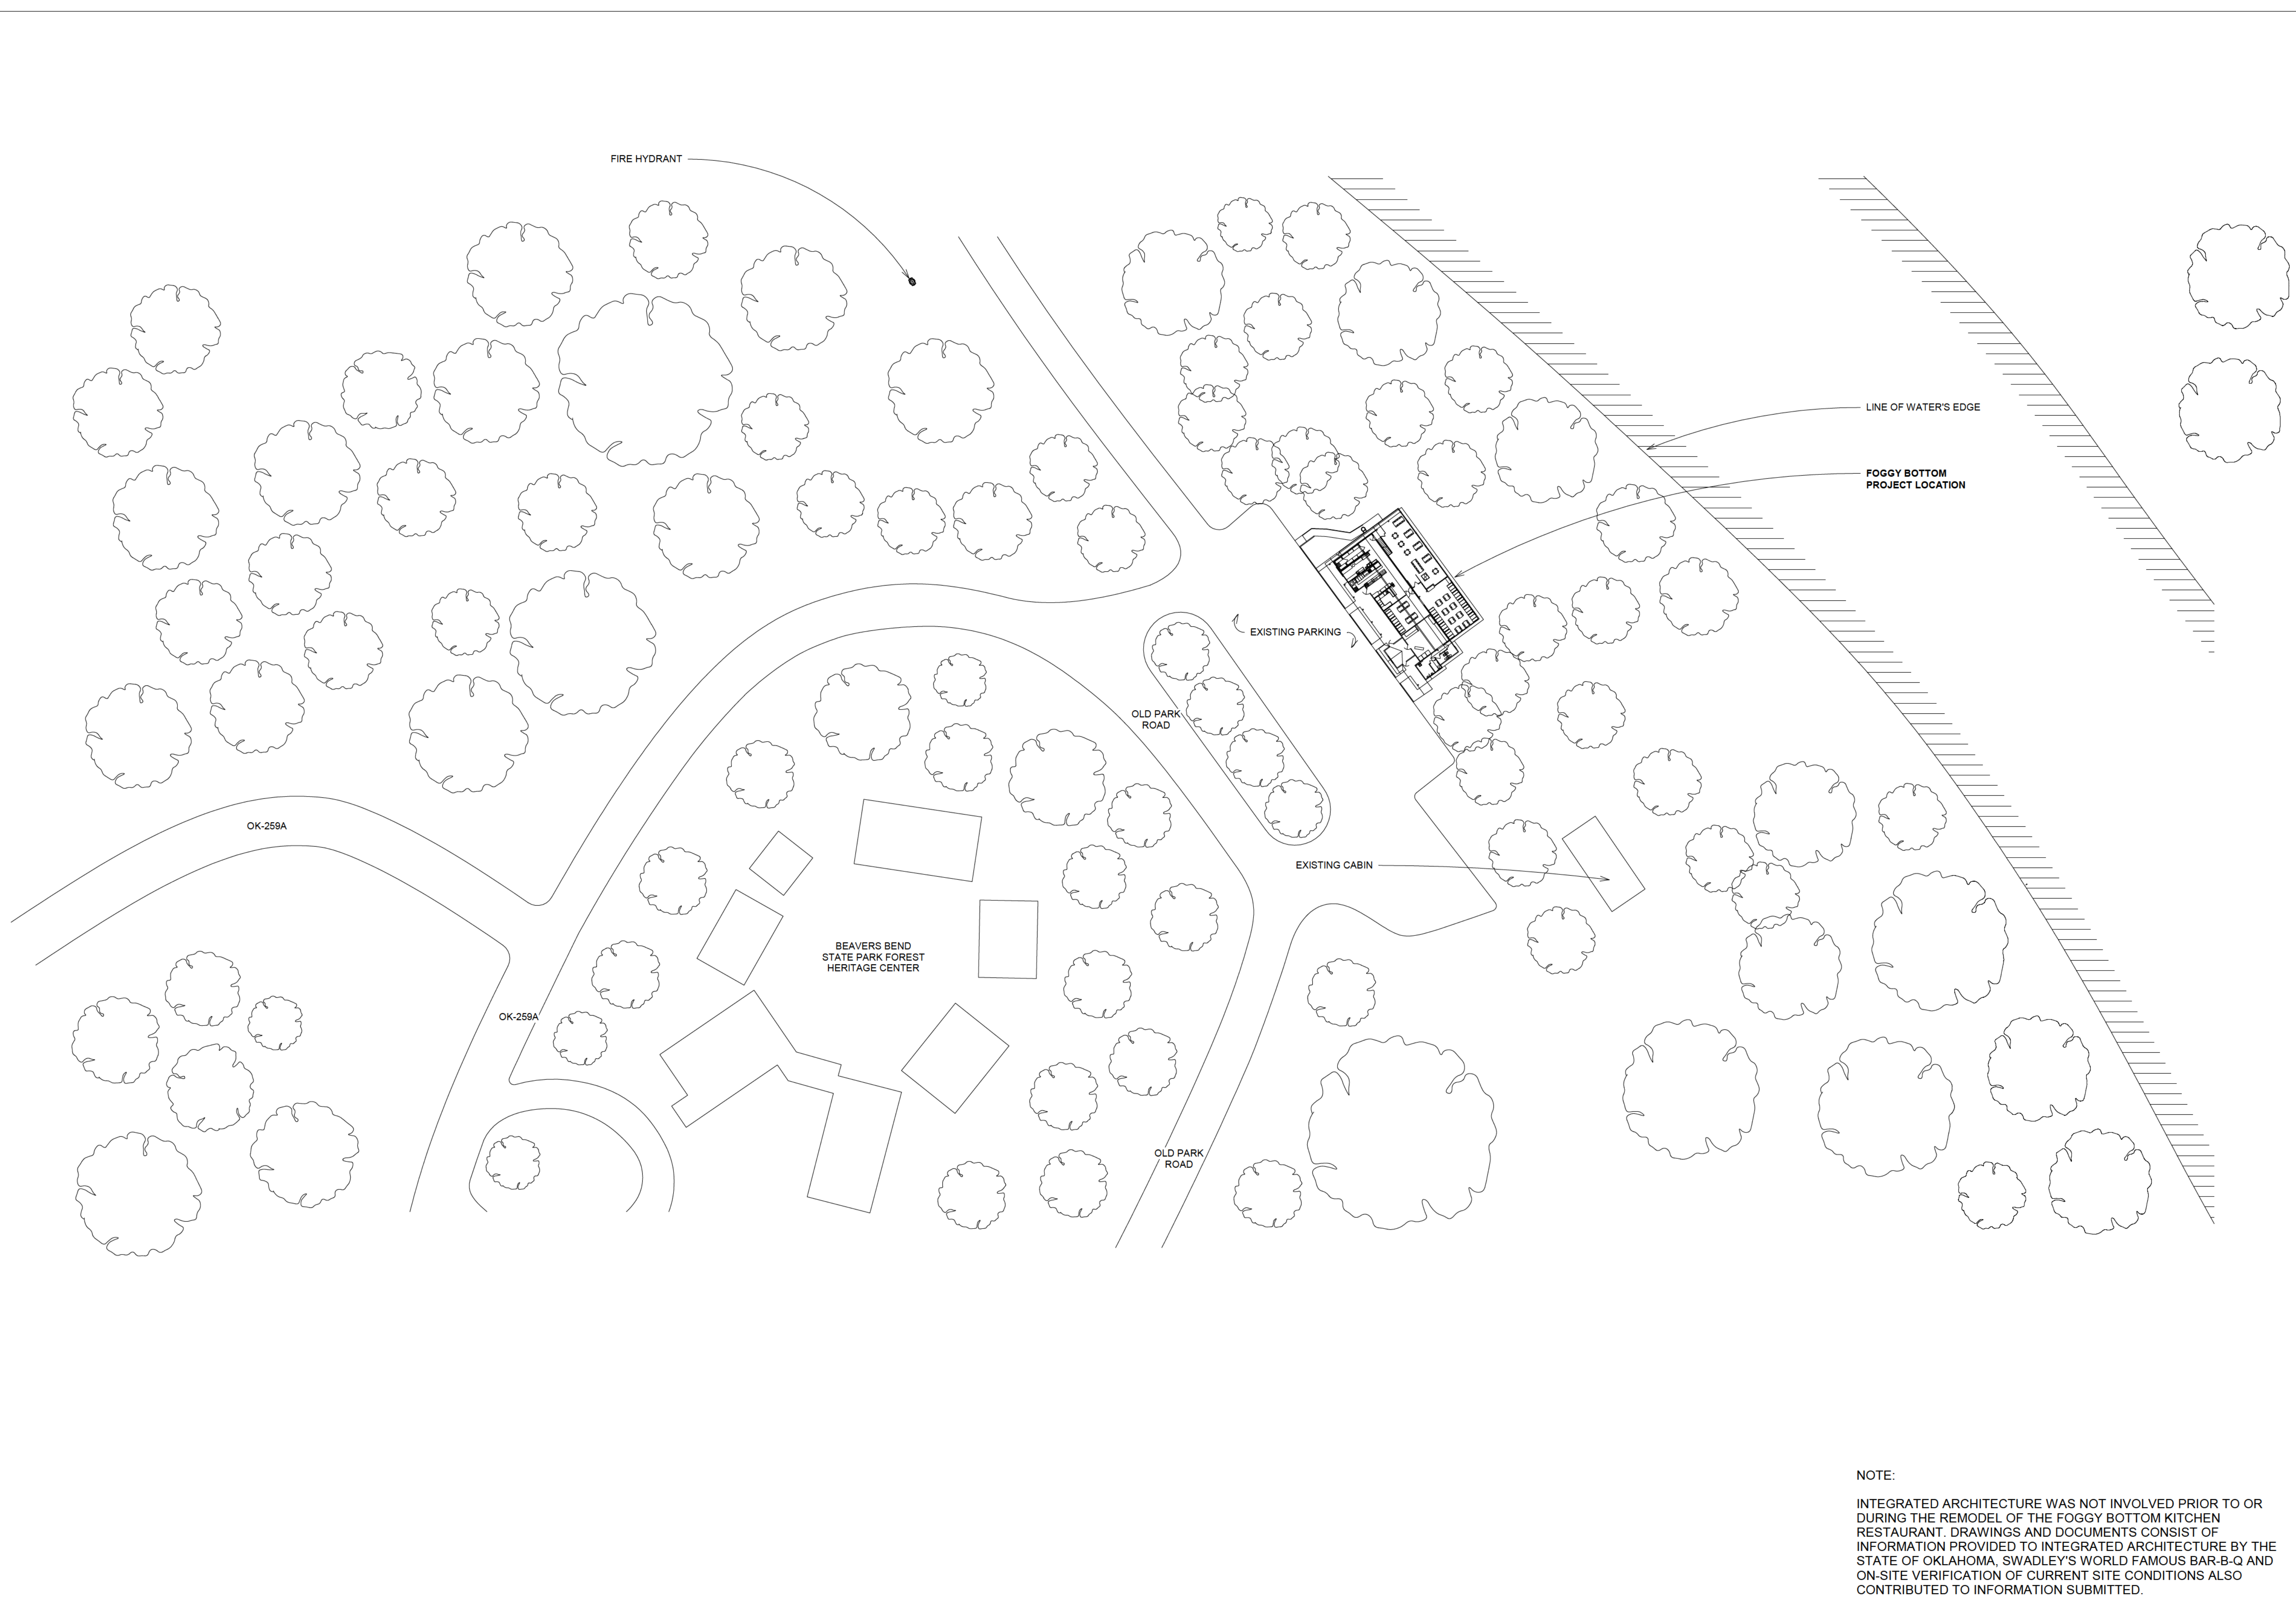 FIRE HYDRANT
LINE OF WATER'S EDGE
FOGGY BOTTOM
PROJECT LOCATION
EXISTING PARKING
OLD PARK
ROAD
OK-259A
EXISTING CABIN
BEAVERS BEND
STATE PARK FOREST
HERITAGE CENTER
OK-259A
OLD PARK
ROAD
NOTE:
INTEGRATED ARCHITECTURE WAS NOT INVOLVED PRIOR TO OR
DURING THE REMODEL OF THE FOGGY BOTTOM KITCHEN
RESTAURANT. DRAWINGS AND DOCUMENTS CONSIST OF
INFORMATION PROVIDED TO INTEGRATED ARCHITECTURE BY THE
STATE OF OKLAHOMA, SWADLEY'S WORLD FAMOUS BAR-B-Q AND
ON-SITE VERIFICATION OF CURRENT SITE CONDITIONS ALSO
CONTRIBUTED TO INFORMATION SUBMITTED.